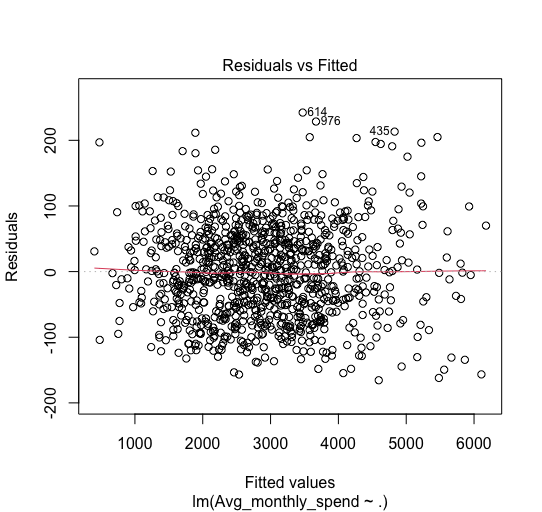 Residuals vs Fitted
Residuals
200
100
0
-100
-200
614
976
435
1000 2000 3000 4000 5000 6000
Fitted values
lm(Avg_monthly_spend ~ .)